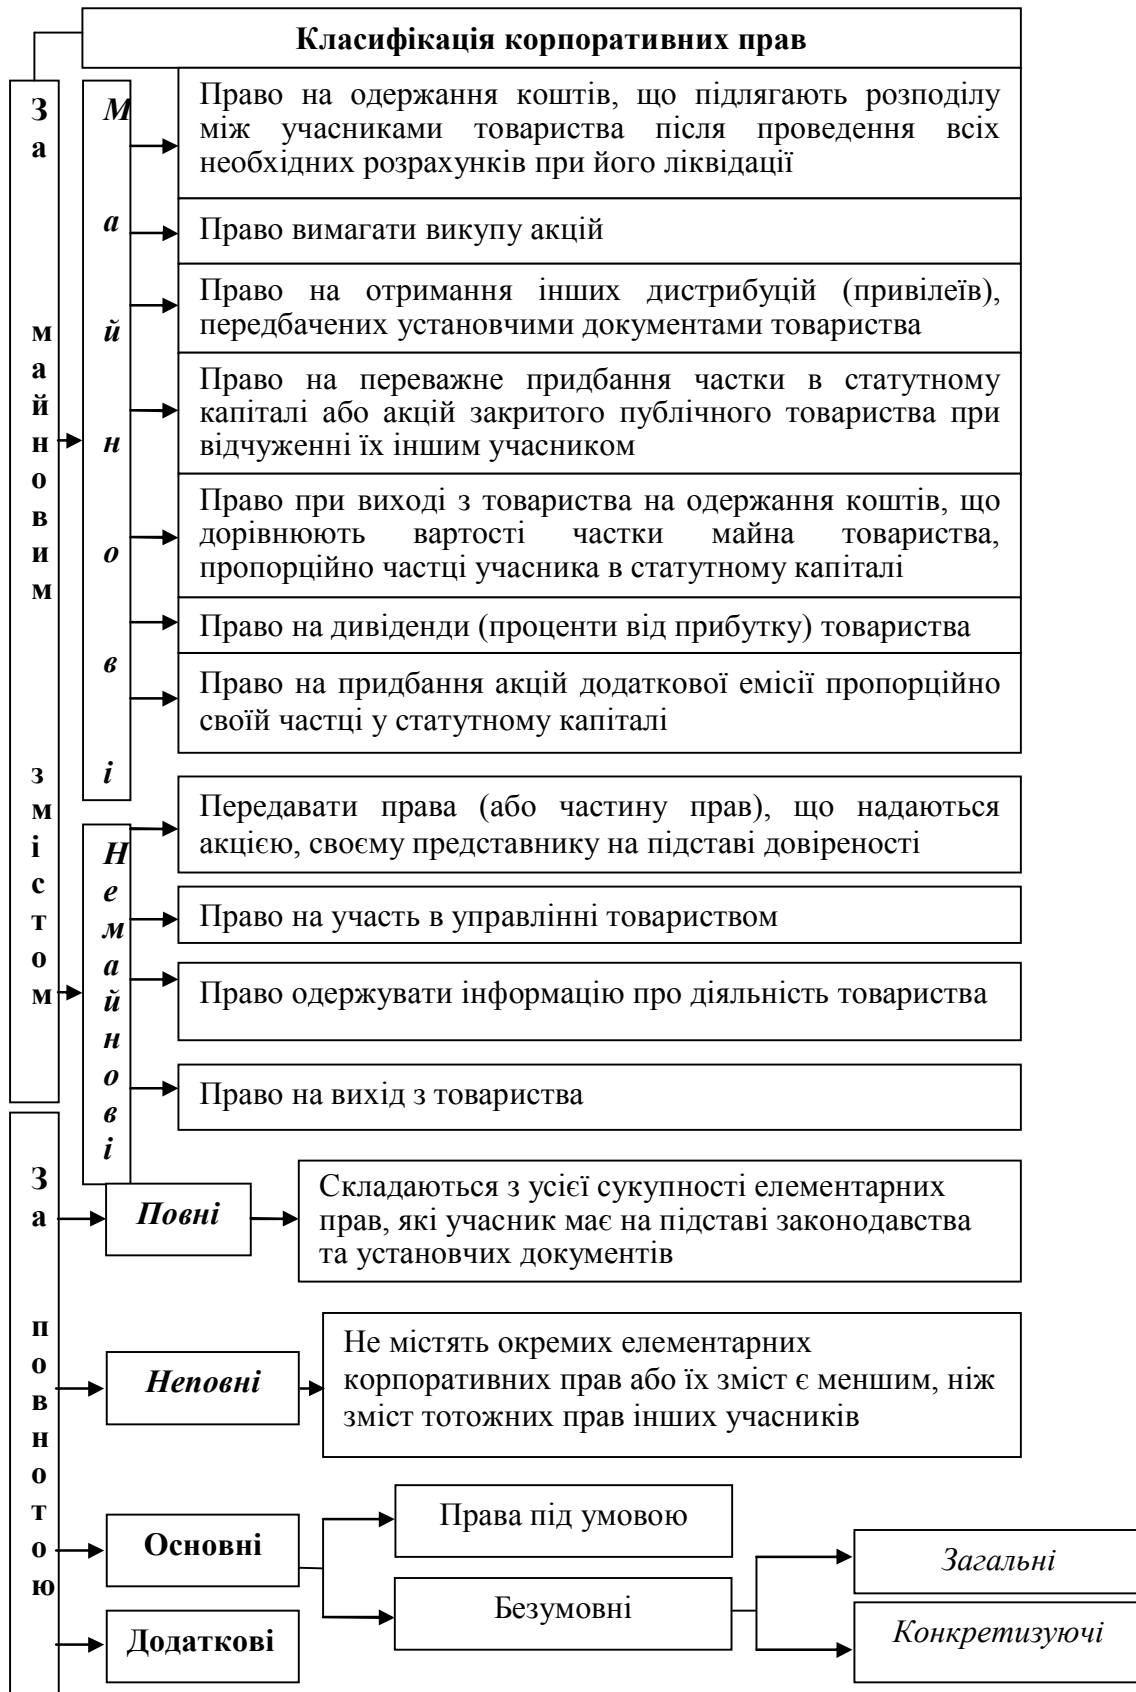 Класифікація корпоративних прав
За майновим змістом
Майнові
Право на одержання коштів, що підлягають розподілу
між учасниками товариства після проведення всіх
необхідних розрахунків при його ліквідації
Право вимагати викупу акцій
Право на отримання інших дистрибуцій (привілеїв),
передбачених установчими документами товариства
Право на переважне придбання частки в статутному
капіталі або акцій закритого публічного товариства при
відчуженні їх іншим учасником
Право при виході з товариства на одержання коштів, що
дорівнюють вартості частки майна товариства,
пропорційно частці учасника в статутному капіталі
Право на дивіденди (проценти від прибутку) товариства
Право на придбання акцій додаткової емісії пропорційно
своїй частці у статутному капіталі
Немайнові
Передавати права (або частину прав), що надаються
акцією, своєму представнику на підставі довіреності
Право на участь в управлінні товариством
Право одержувати інформацію про діяльність товариства
Право на вихід з товариства
За повнотою
Повні
Складаються з усієї сукупності елементарних
прав, які учасник має на підставі законодавства
та установчих документів
Неповні
Не містять окремих елементарних
корпоративних прав або їх зміст є меншим, ніж
зміст тотожних прав інших учасників
Основні
Права під умовою
Безумовні
Загальні
Конкретизуючі
Додаткові